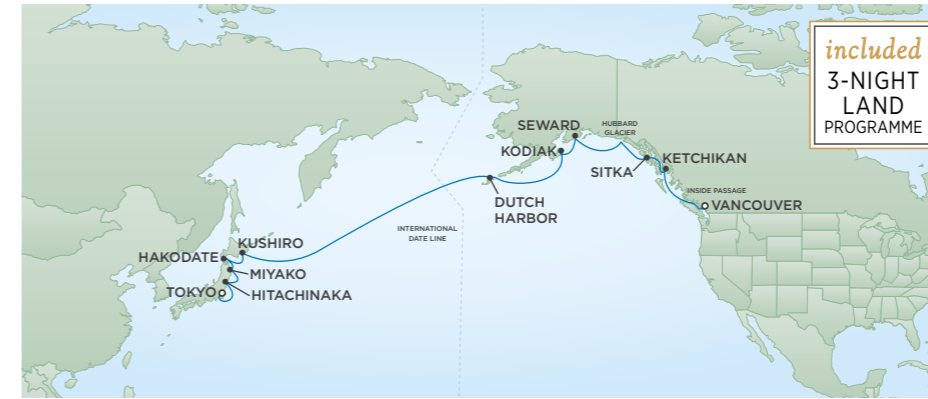 included
3-NIGHT
LAND
PROGRAMME
SEWARD
HUBBARD
GLACIER
KODIAK
SITKA
KETCHIKAN
DUTCH
HARBOR
INSIDE PASSAGE
VANCOUVER
INTERNATIONAL
DATE LINE
KUSHIRO
HAKODATE
MIYAKO
TOKYO
HITACHINAKA